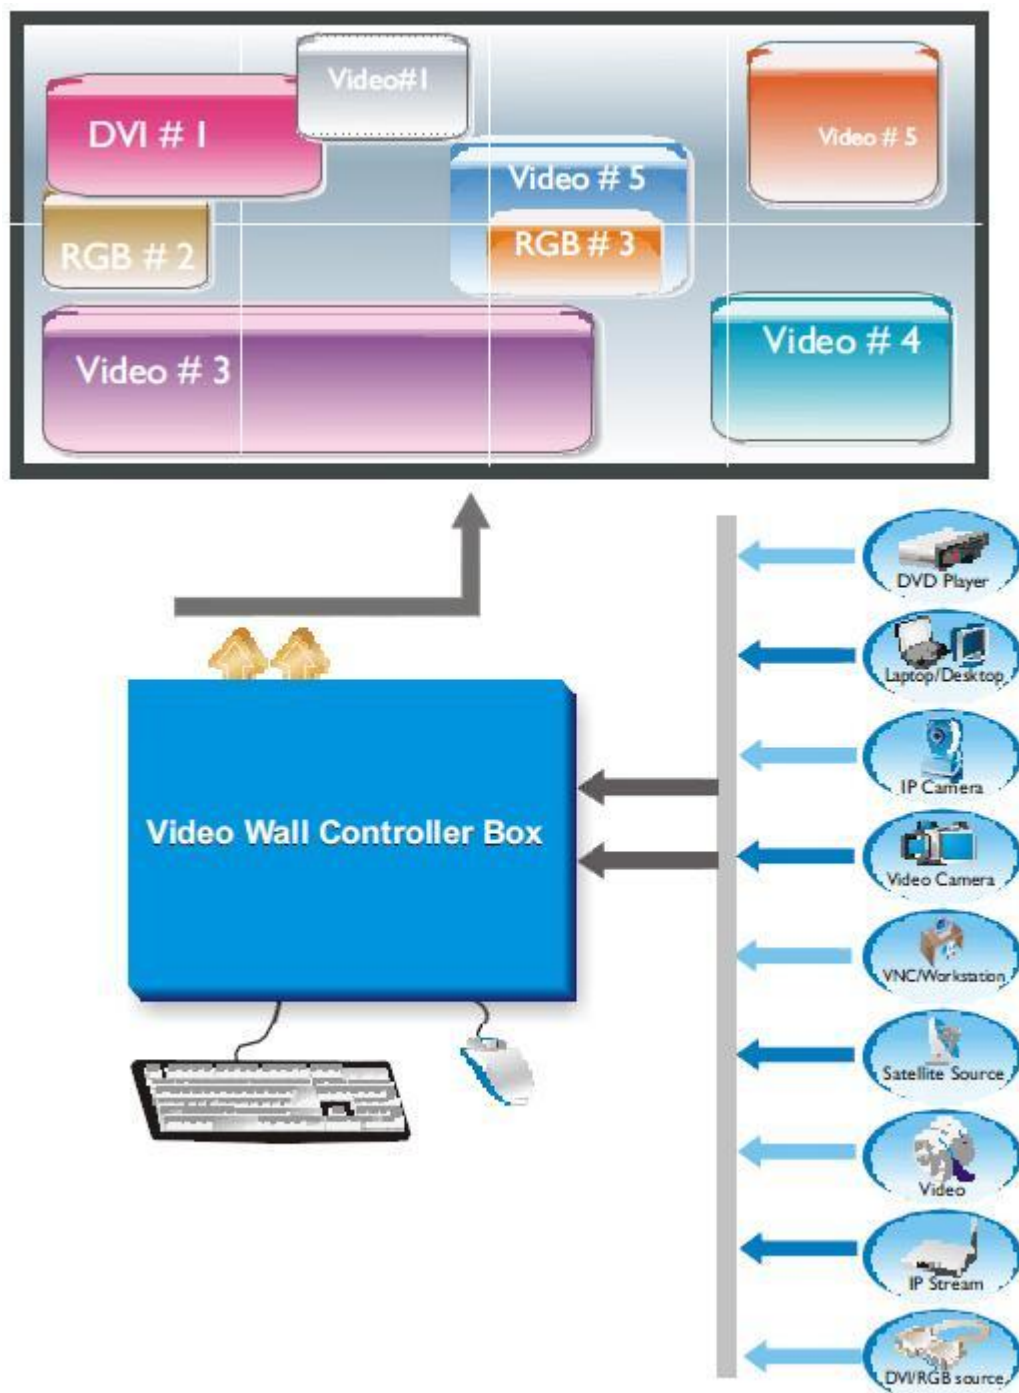 Video#1
DVI # 1
Video # 5
Video # 5
RGB # 2
RGB # 3
Video # 3
Video # 4
DVD Player
Laptop/Desktop
IP Camera
Video Wall Controller Box
Video Camera
VNC/Workstation
Satellite Source
Video
IP Stream
DVI/RGB source